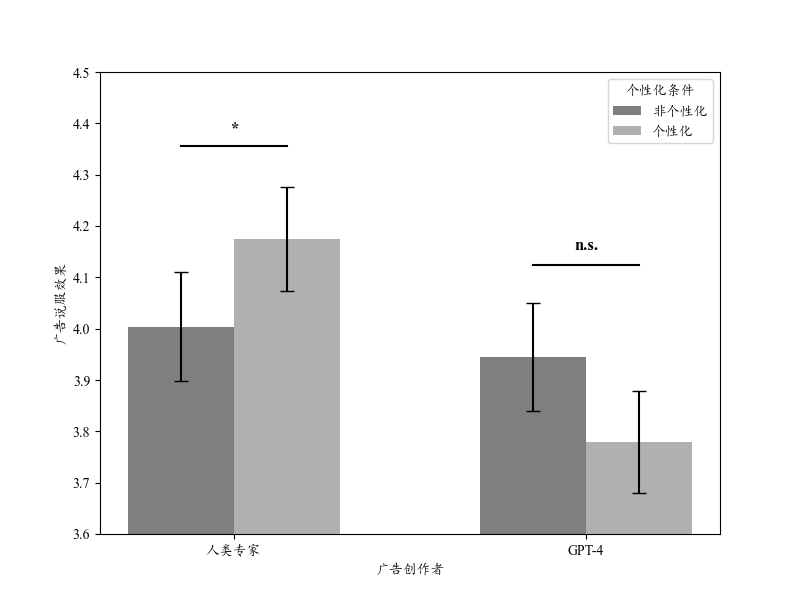 4.5
4.4
4.3
4.2
4.1
4.0
3.9
3.8
3.7
3.6
广告说服效果
*
n.s.
个性化条件
非个性化
个性化
人类专家
GPT-4
广告创作者